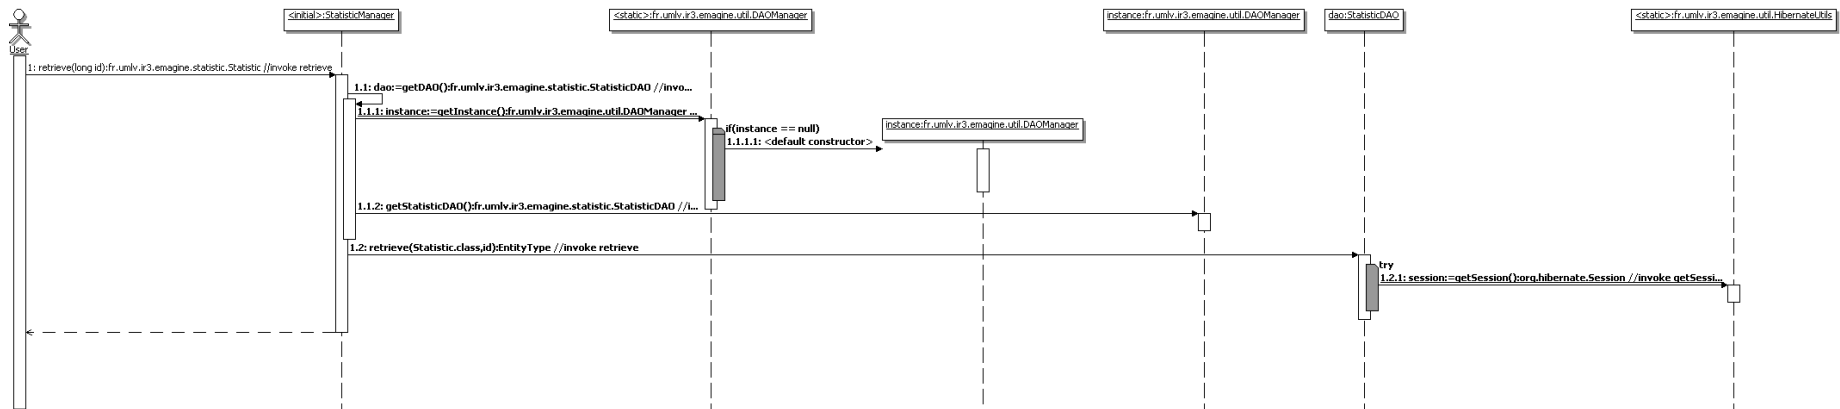 <initial>:StatisticManager
<static>:fr.umlv.ir3.emagine.util.DAOManager
instance:fr.umlv.ir3.emagine.util.DAOManager
dao:StatisticDAO
<static>:fr.umlv.ir3.emagine.util.HibernateUtils
User
1: retrieve(long id):fr.umlv.ir3.emagine.statistic.Statistic //invoke retrieve
1.1: dao:=getDAO():fr.umlv.ir3.emagine.statistic.StatisticDAO //invo...
1.1.1: instance:=getInstance():fr.umlv.ir3.emagine.util.DAOManager ...
if(instance == null)
instance:fr.umlv.ir3.emagine.util.DAOManager
1.1.1.1: <default constructor>
1.1.2: getStatisticDAO():fr.umlv.ir3.emagine.statistic.StatisticDAO //i...
1.2: retrieve(Statistic.class,id):EntityType //invoke retrieve
try
1.2.1: session:=getSession():org.hibernate.Session //invoke getSessi...